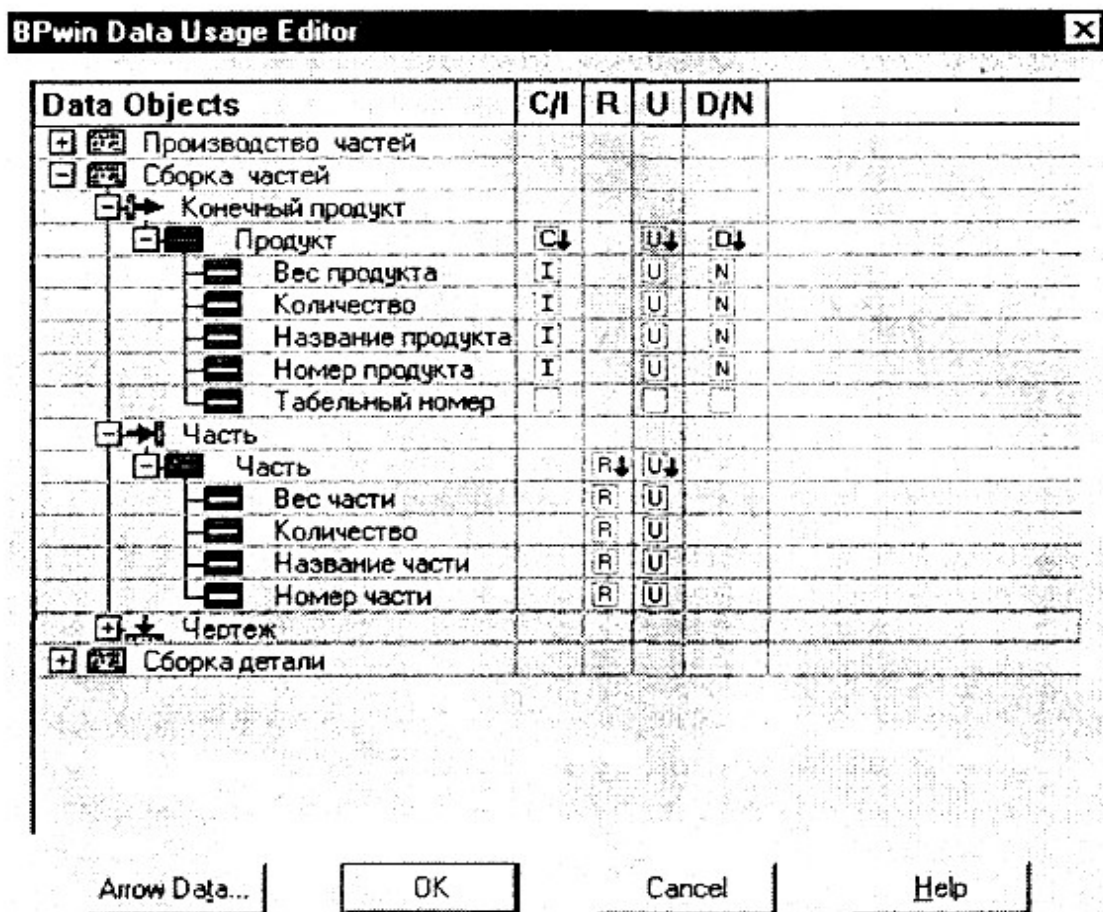 BPwin Data Usage Editor
Data Objects C/I R U D/N
Производство частей
Сборка частей
Конечный продукт
Продукт C U D
Вес продукта I U N
Количество I U N
Название продукта I U N
Номер продукта I U N
Табельный номер
Часть
Часть R U
Вес части R U
Количество R U
Название части R U
Номер части R U
Чертеж
Сборка детали
Arrow Data... OK Cancel Help